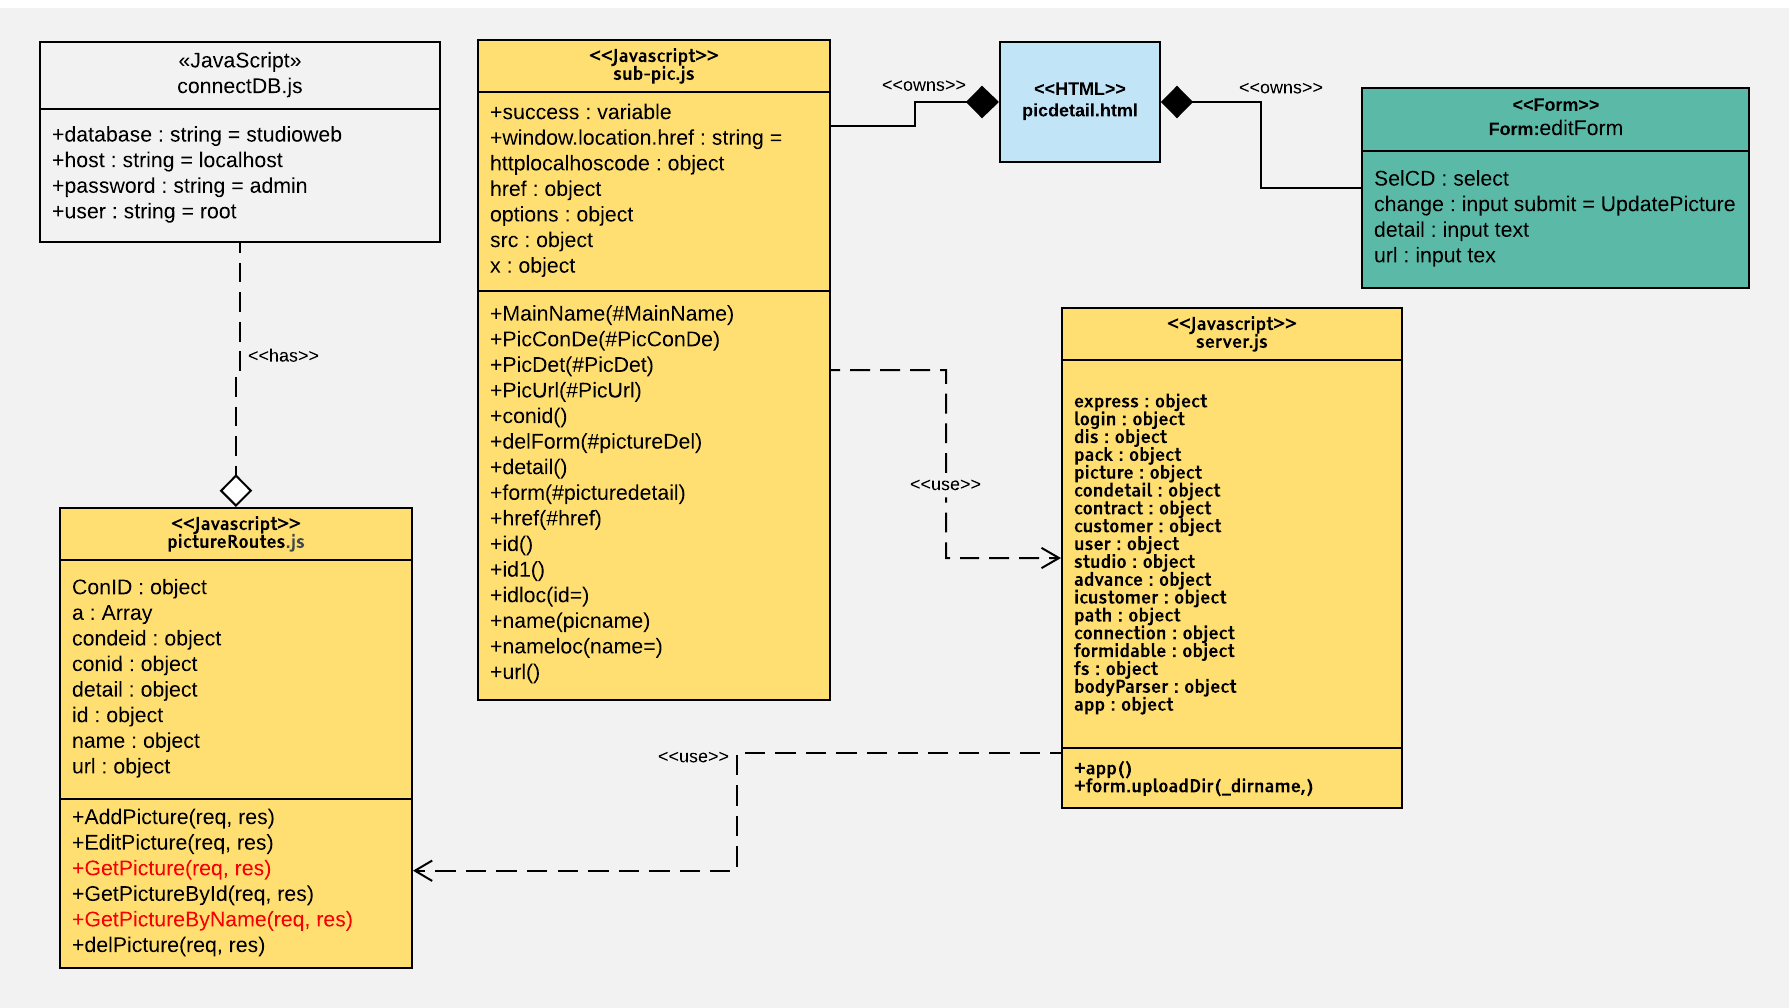 «JavaScript»
connectDB.js
+database : string = studioweb
+host : string = localhost
+password : string = admin
+user : string = root
<<has>>
<<Javascript>>
pictureRoutes.js
ConID : object
a : Array
condeid : object
conid : object
detail : object
id : object
name : object
url : object
+AddPicture(req, res)
+EditPicture(req, res)
+GetPicture(req, res)
+GetPictureById(req, res)
+GetPictureByName(req, res)
+delPicture(req, res)
<<Javascript>>
sub-pic.js
+success : variable
+window.location.href : string =
httplocalhoscode : object
href : object
options : object
src : object
x : object
+MainName(#MainName)
+PicConDe(#PicConDe)
+PicDet(#PicDet)
+PicUrl(#PicUrl)
+conid()
+delForm(#pictureDel)
+detail()
+form(#picturedetail)
+href(#href)
+id()
+id1()
+idloc(id=)
+name(picname)
+nameloc(name=)
+url()
<<owns>>
<<HTML>>
picdetail.html
<<owns>>
<<Form>>
Form:editForm
SelCD : select
change : input submit = UpdatePicture
detail : input text
url : input tex
<<use>>
<<Javascript>>
server.js
express : object
login : object
dis : object
pack : object
picture : object
condetail : object
contract : object
customer : object
user : object
studio : object
advance : object
icustomer : object
path : object
connection : object
formidable : object
fs : object
bodyParser : object
app : object
+app()
+form.uploadDir(_dirname,)
<<use>>